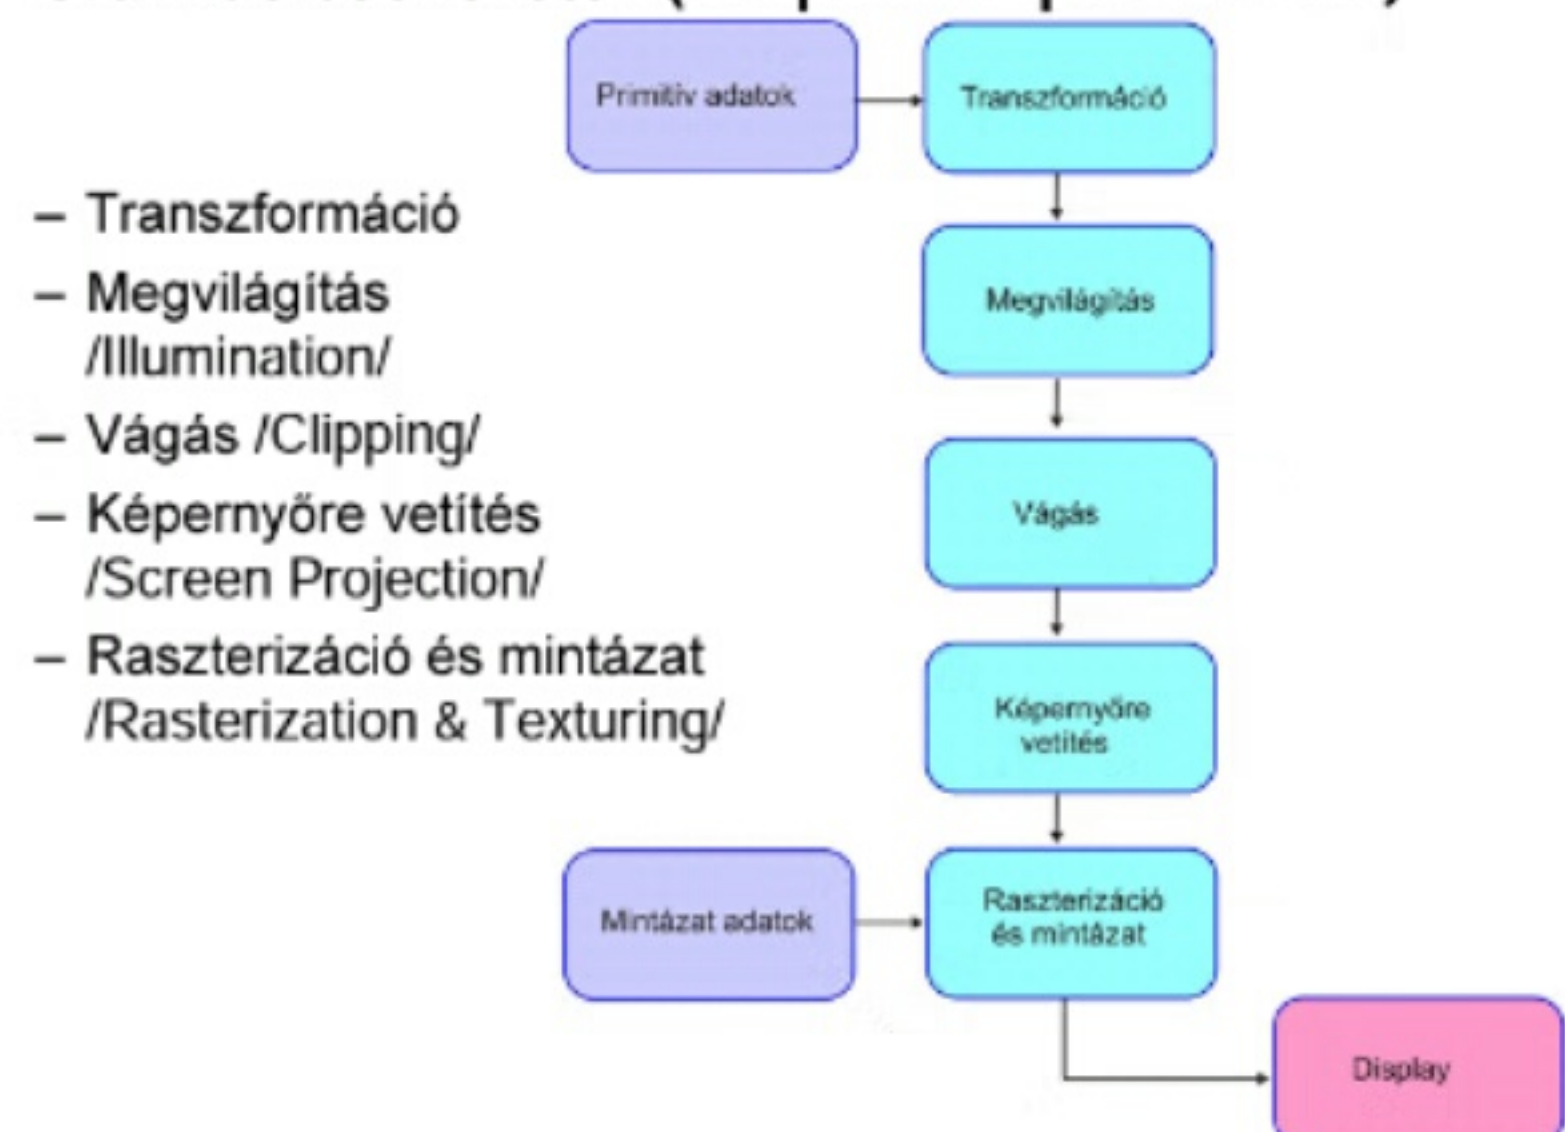 – Transzformáció
– Megvilágítás
/Illumination/
– Vágás /Clipping/
– Képernyőre vetítés
/Screen Projection/
– Raszterizáció és mintázat
/Rasterization & Texturing/
Primitív adatok
Transzformáció
Megvilágítás
Vágás
Képernyőre
vetítés
Mintázat adatok
Raszterizáció
és mintázat
Display